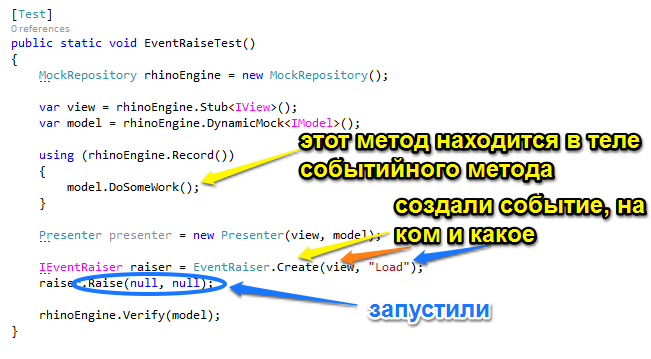 [Test]
0 references
public static void EventRaiseTest()
{
MockRepository rhinoEngine = new MockRepository();
var view = rhinoEngine.Stub<IView>();
var model = rhinoEngine.DynamicMock<IModel>();
этот метод находится в теле
событийного метода
using (rhinoEngine.Record())
{
model.DoSomeWork();
}
создали событие, на
ком и какое
Presenter presenter = new Presenter(view, model);
IEventRaiser raiser = EventRaiser.Create(view, "Load");
raiser.Raise(null, null);
запустили
rhinoEngine.Verify(model);
}